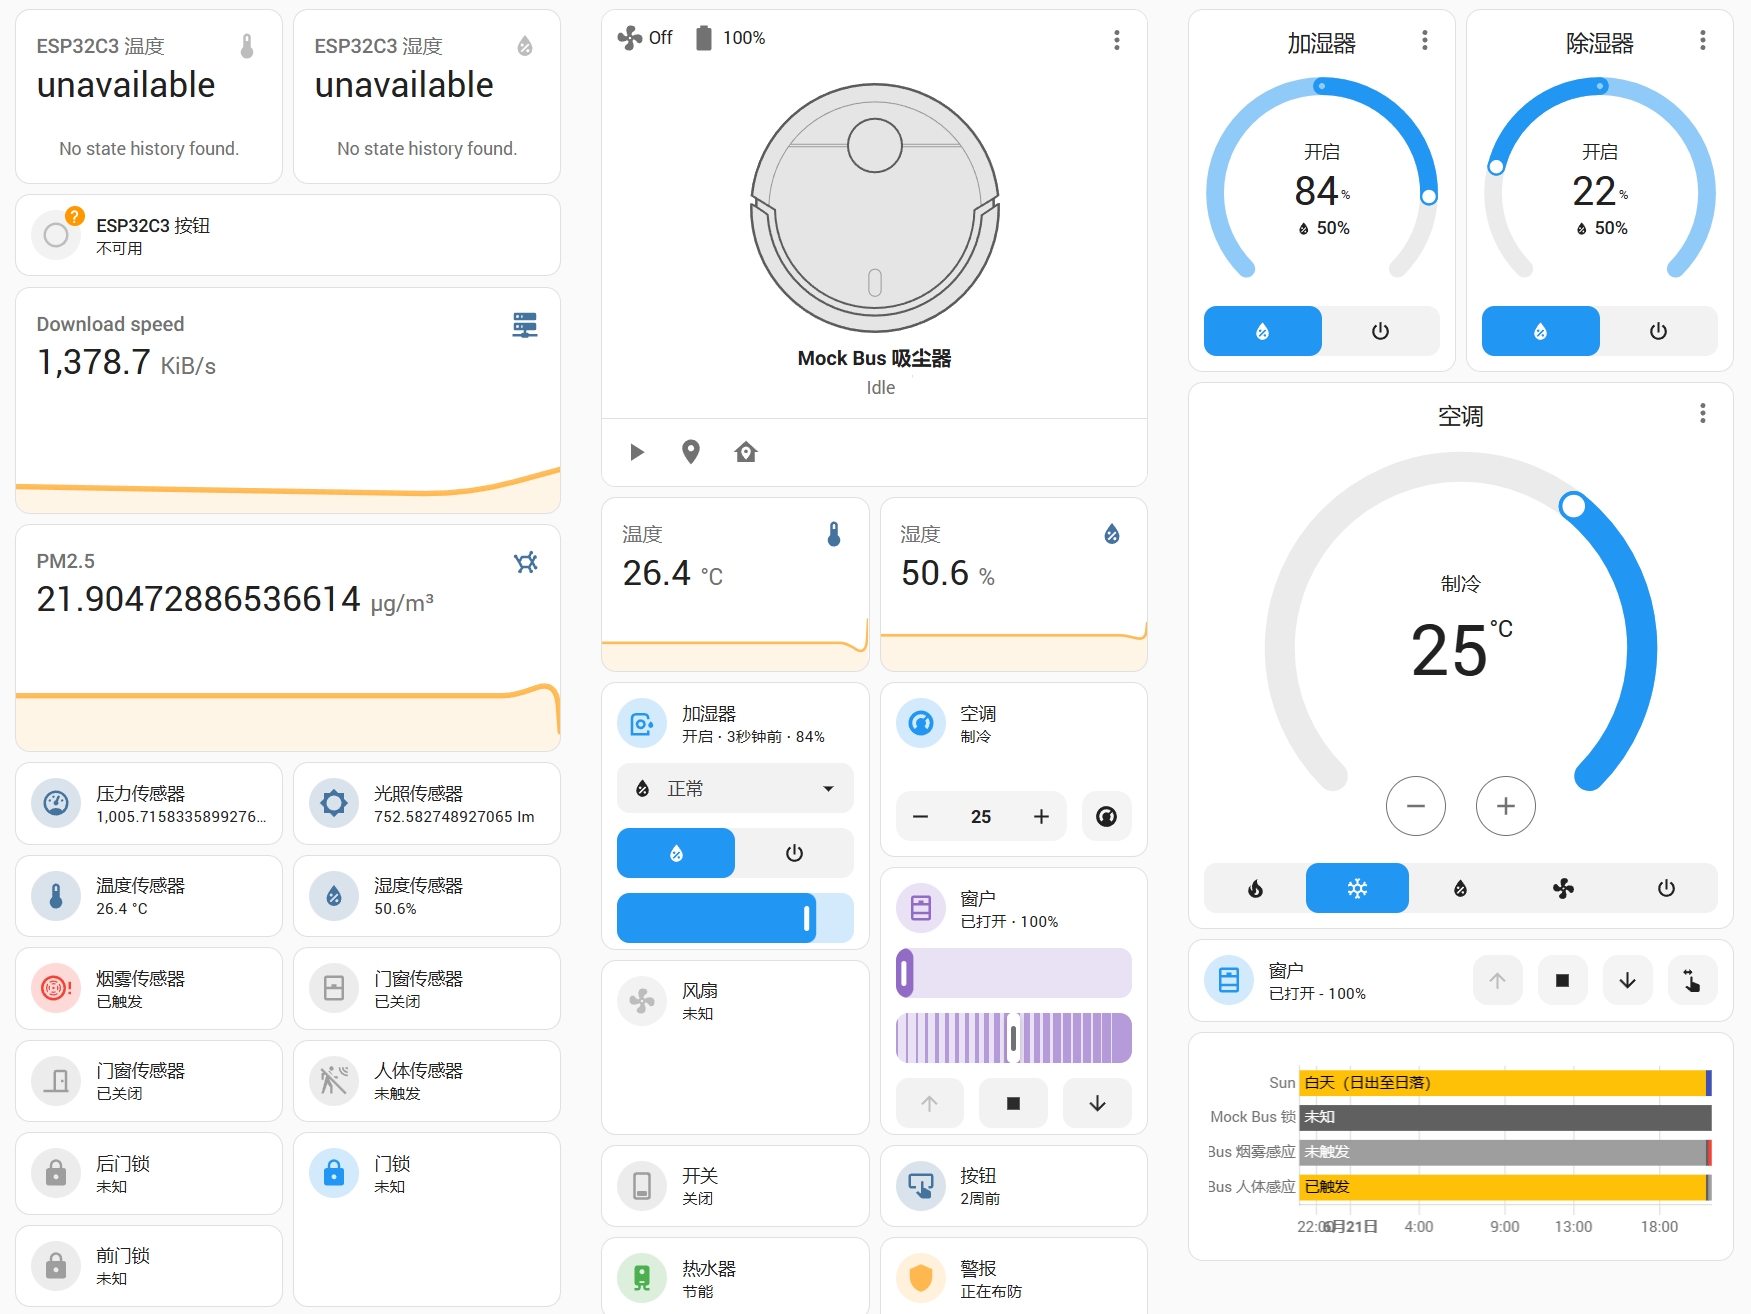 ESP32C3 温度
unavailable
No state history found.
ESP32C3 湿度
unavailable
No state history found.
ESP32C3 按钮
不可用
Download speed
1,378.7 KiB/s
PM2.5
21.90472886536614 µg/m³
压力传感器
1,005.7158335899276...
光照传感器
752.582748927065 lm
温度传感器
26.4 °C
湿度传感器
50.6%
烟雾传感器
已触发
门窗传感器
已关闭
门窗传感器
已关闭
人体传感器
未触发
后门锁
未知
门锁
未知
前门锁
未知
Off 100%
Mock Bus 吸尘器
Idle
温度
26.4 °C
湿度
50.6 %
加湿器
开启 · 3秒钟前 · 84%
正常
空调
制冷
25
窗户
已打开 · 100%
风扇
未知
开关
关闭
按钮
2周前
热水器
节能
警报
正在布防
加湿器
开启
84%
50%
除湿器
开启
22%
50%
空调
制冷
25°C
窗户
已打开 - 100%
Sun 白天（日出至日落）
Mock Bus 锁 未知
Bus 烟雾感应 未触发
Bus 人体感应 已触发
22:00 6月21日 4:00 9:00 13:00 18:00